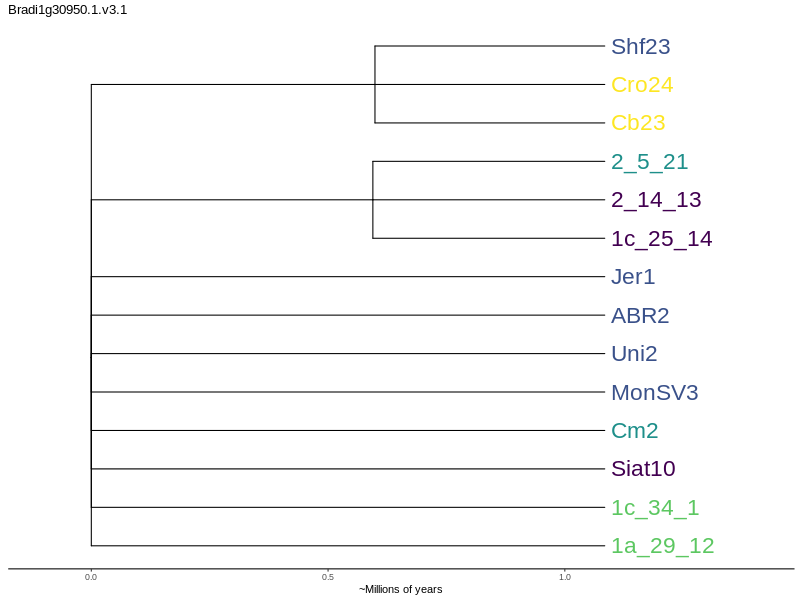 Bradi1g30950.1.v3.1
Shf23
Cro24
Cb23
2_5_21
2_14_13
1c_25_14
Jer1
ABR2
Uni2
MonSV3
Cm2
Siat10
1c_34_1
1a_29_12
0.0 0.5 1.0
~Millions of years